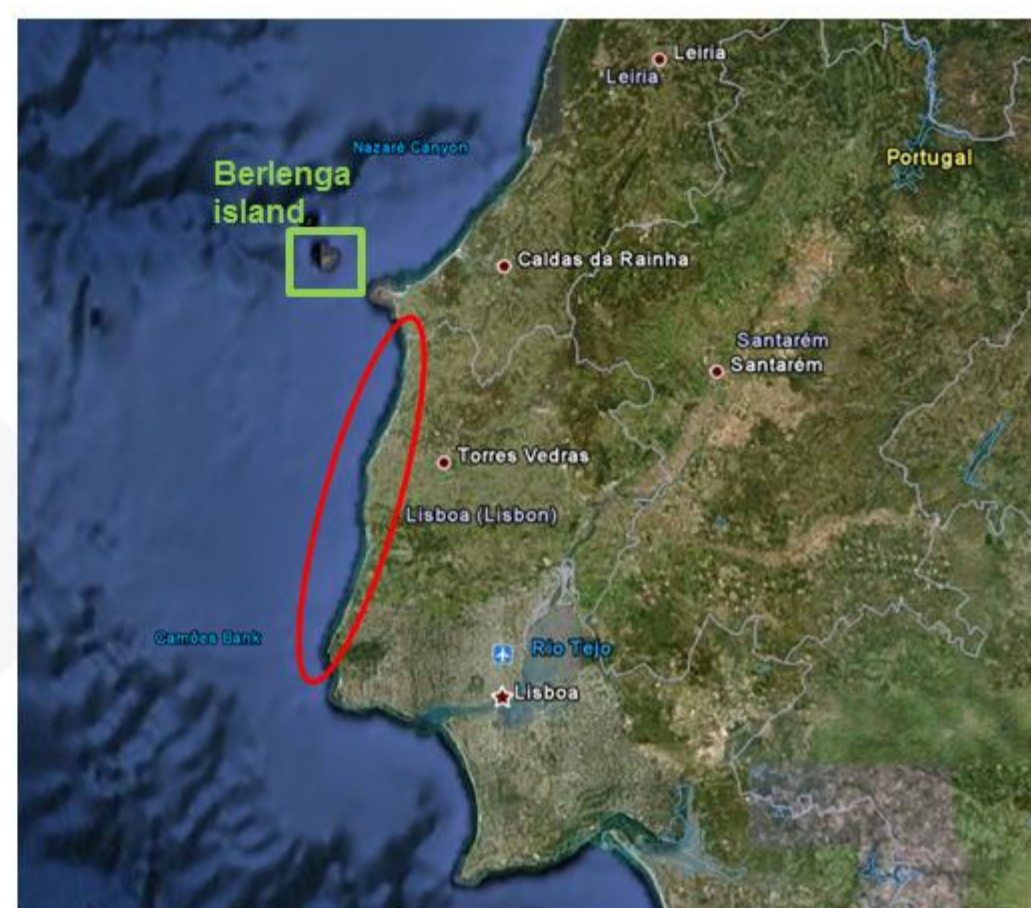 Leiria
Leiria
Nazaré Canyon
Portugal
Berlenga
island
Caldas da Rainha
Santarém
Santarém
Torres Vedras
Lisboa (Lisbon)
Camões Bank
Rio Tejo
Lisboa